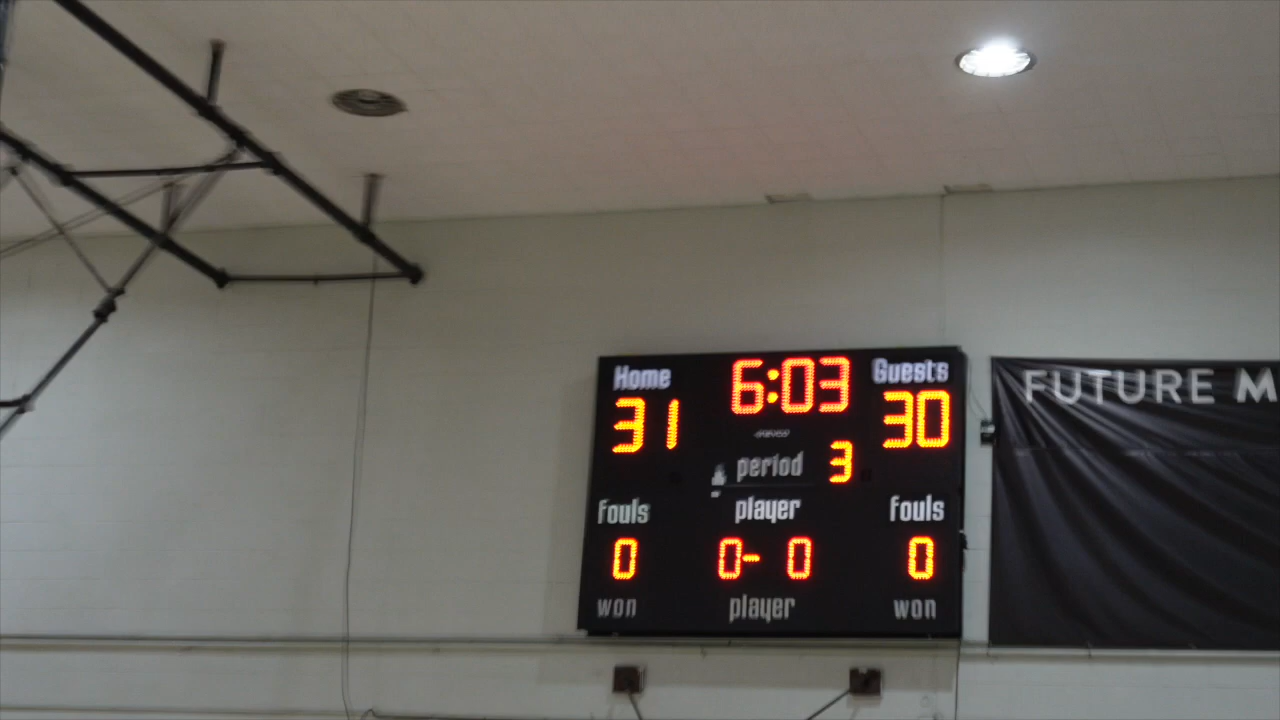 Home 6:03 Guests
31 30
period 3
fouls player fouls
0 0- 0 0
won player won
FUTURE M